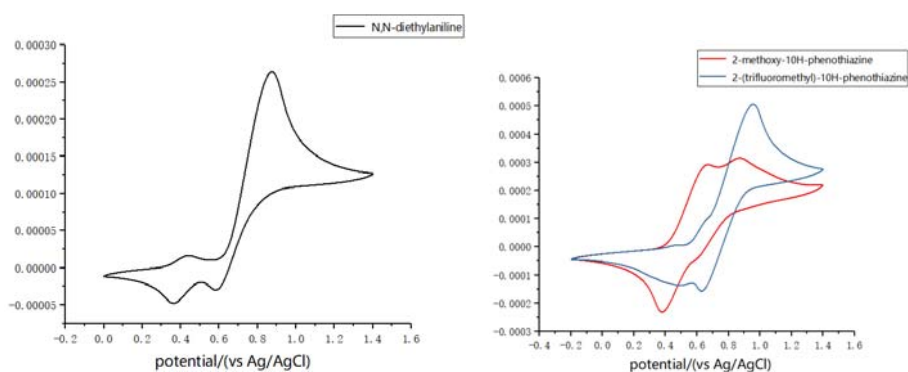 N,N-diethylaniline
0.00030
0.00025
0.00020
0.00015
0.00010
0.00005
0.00000
-0.00005
-0.2 0.0 0.2 0.4 0.6 0.8 1.0 1.2 1.4 1.6
potential/(vs Ag/AgCl)
2-methoxy-10H-phenothiazine
2-(trifluoromethyl)-10H-phenothiazine
0.0006
0.0005
0.0004
0.0003
0.0002
0.0001
0.0000
-0.0001
-0.0002
-0.0003
-0.4 -0.2 0.0 0.2 0.4 0.6 0.8 1.0 1.2 1.4 1.6
potential/(vs Ag/AgCl)